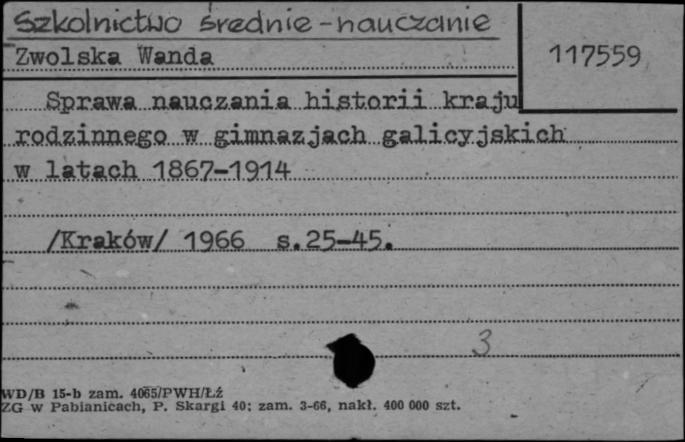 Szkolnictwo średnie - nauczanie
Zwolska Wanda
117559
Sprawa nauczania historii kraju
rodzinnego w gimnazjach galicyjskich
w latach 1867-1914
/Kraków/ 1966 s.25-45.
3
WD/B 15-b zam. 4065/PWH/Łź
ZG w Pabianicach, P. Skargi 40; zam. 3-66, nakł. 400 000 szt.